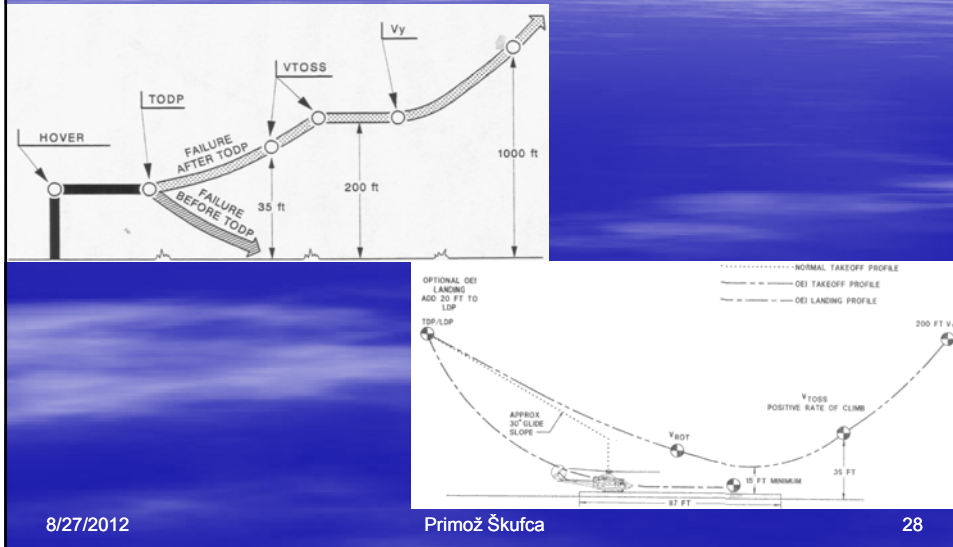 Vy
VTOSS
TODP
HOVER
FAILURE
AFTER TODP
FAILURE
BEFORE TODP
35 ft
200 ft
1000 ft
NORMAL TAKEOFF PROFILE
OEI TAKEOFF PROFILE
OEI LANDING PROFILE
OPTIONAL OEI
LANDING
ADD 20 FT TO
LDP
TDP/LDP
200 FT
APPROX
30° GLIDE
SLOPE
VROT
VTOSS
POSITIVE RATE OF CLIMB
15 FT MINIMUM
35 FT
87 FT
8/27/2012
Primož Škufca
28